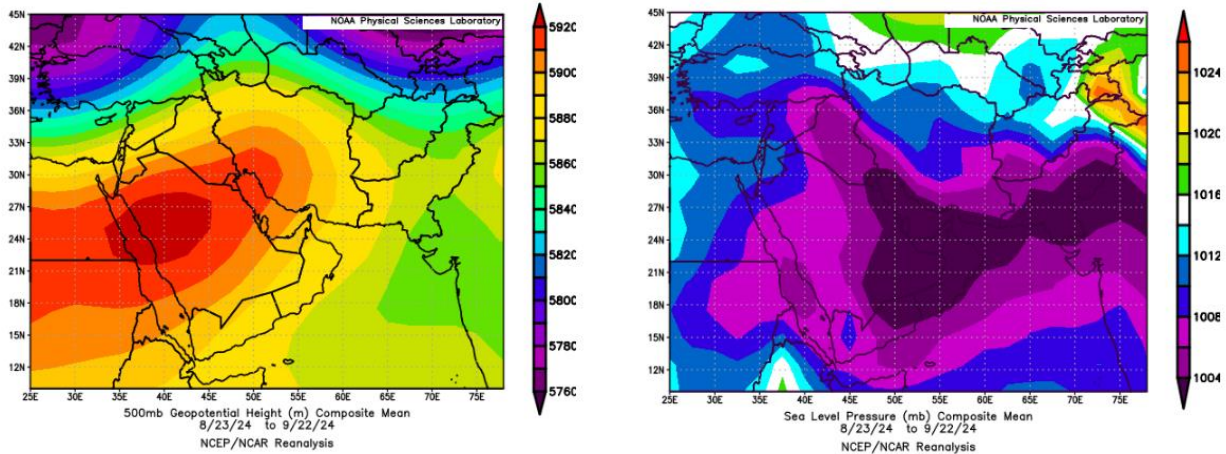 NOAA Physical Sciences Laboratory
45N
42N
39N
36N
33N
30N
27N
24N
21N
18N
15N
12N
25E 30E 35E 40E 45E 50E 55E 60E 65E 70E 75E
5920
5900
5880
5860
5840
5820
5800
5780
5760
500mb Geopotential Height (m) Composite Mean
8/23/24 to 9/22/24
NCEP/NCAR Reanalysis
NOAA Physical Sciences Laboratory
45N
42N
39N
36N
33N
30N
27N
24N
21N
18N
15N
12N
25E 30E 35E 40E 45E 50E 55E 60E 65E 70E 75E
1024
1020
1016
1012
1008
1004
Sea Level Pressure (mb) Composite Mean
8/23/24 to 9/22/24
NCEP/NCAR Reanalysis